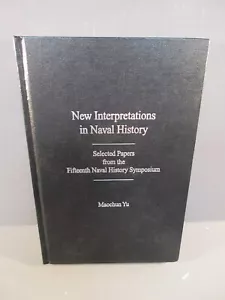 New Interpretations
in Naval History
Selected Papers
from the
Fifteenth Naval History Symposium
Maochun Yu